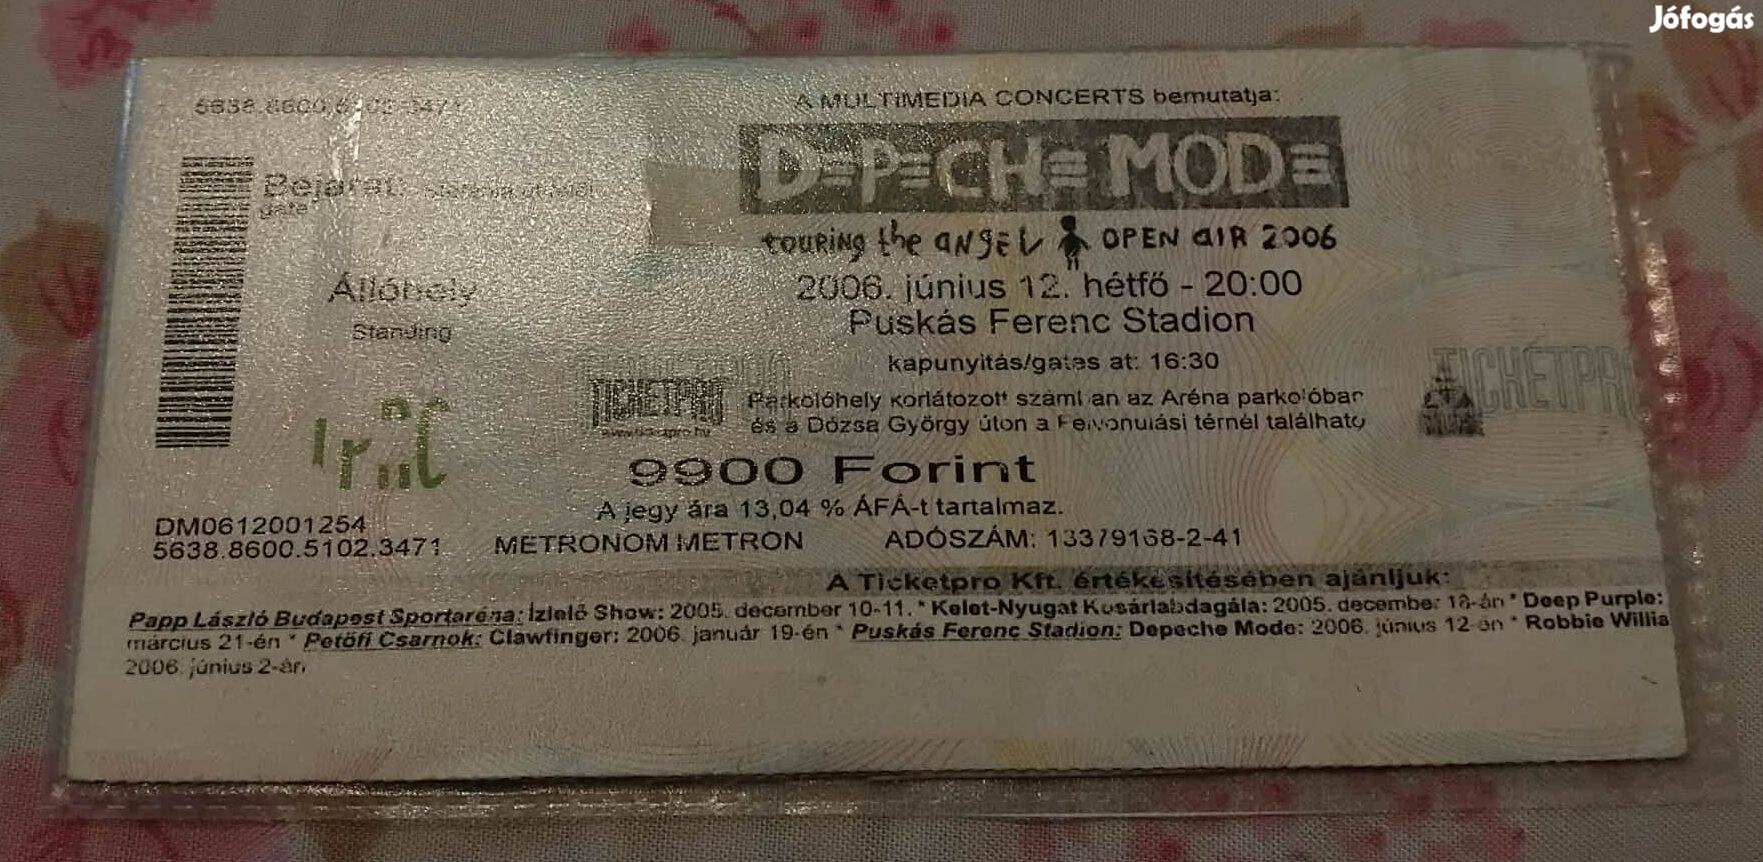 Jófogás
A MULTIMEDIA CONCERTS bemutatja:
DEPECHE MODE
touring the angel OPEN AIR 2006
2006. június 12. hétfő - 20:00
Puskás Ferenc Stadion
kapunyitás/gates at: 16:30
Parkolóhely korlátozott számban az Aréna parkolóban
és a Dózsa György úton a Felvonulási térnél található
Bejárat:
gate
Állóhely
Standing
TICKETPRO
TICKETPRO
9900 Forint
A jegy ára 13,04 % ÁFÁ-t tartalmaz.
DM0612001254
5638.8600.5102.3471
METRONOM METRON
ADÓSZÁM: 13379168-2-41
A Ticketpro Kft. értékesítésében ajánljuk:
Papp László Budapest Sportaréna: Ízlelő Show: 2005. december 10-11. * Kelet-Nyugat Kosárlabdagála: 2005. december 18-án * Deep Purple:
március 21-én * Petőfi Csarnok: Clawfinger: 2006. január 19-én * Puskás Ferenc Stadion: Depeche Mode: 2006. június 12-én * Robbie Willia
2006. június 2-án